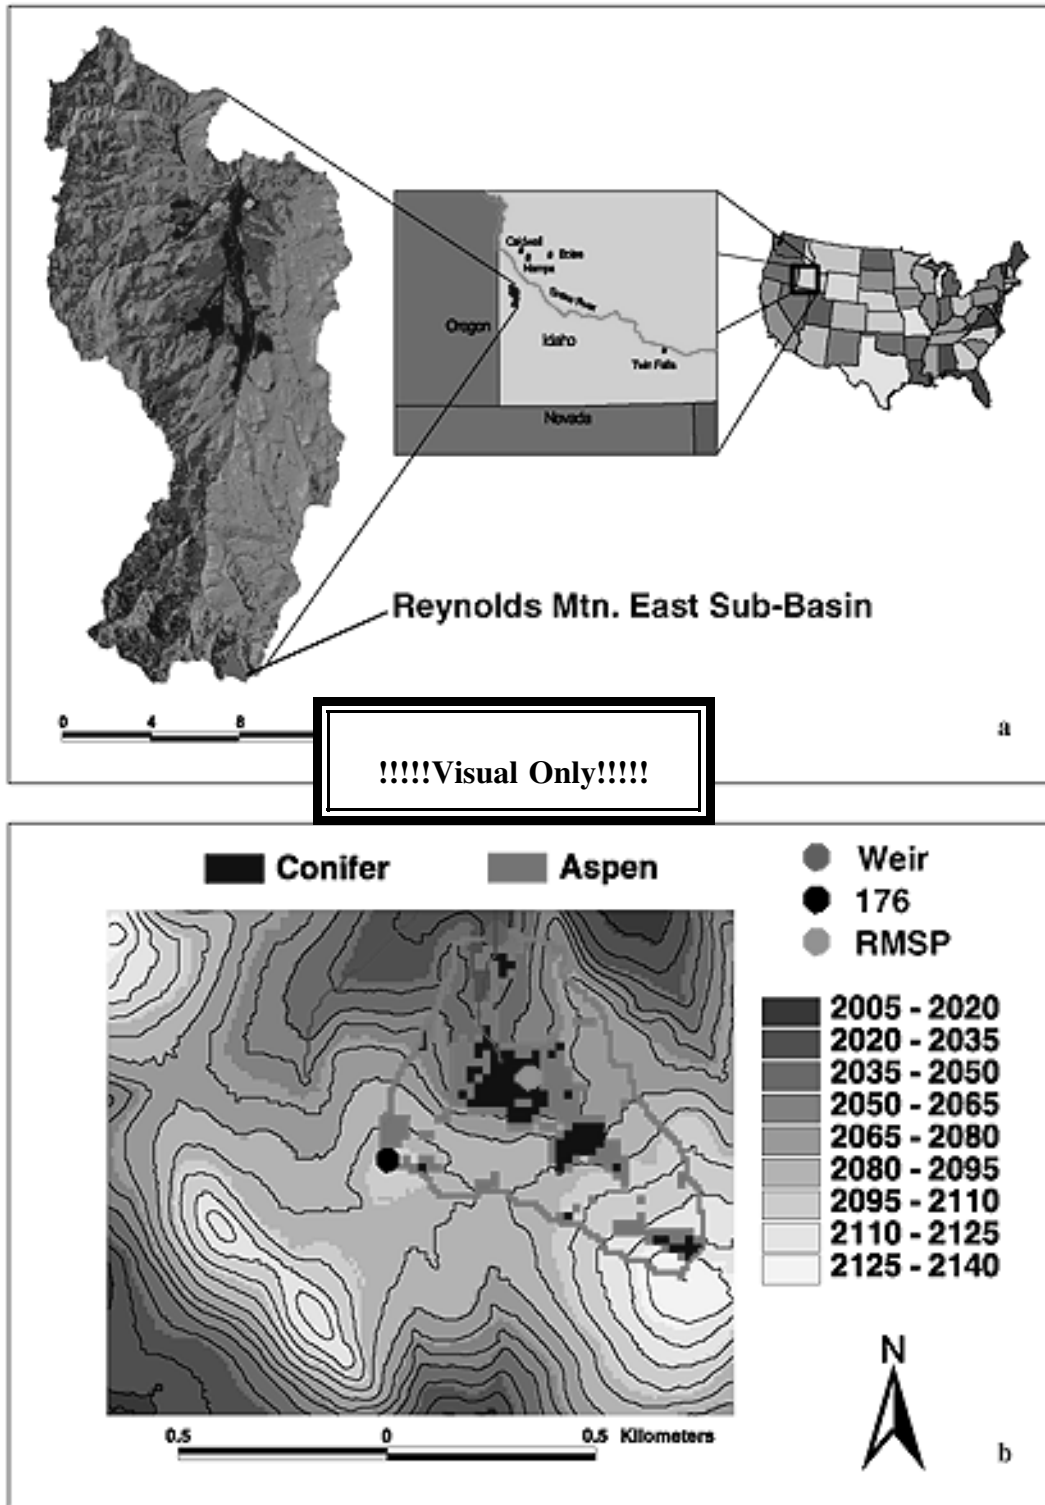 Caldwell
Boise
Nampa
Snake River
Oregon
Idaho
Twin Falls
Nevada
Reynolds Mtn. East Sub-Basin
0 4 8
a
!!!!!Visual Only!!!!!
Conifer Aspen
Weir
176
RMSP
2005 - 2020
2020 - 2035
2035 - 2050
2050 - 2065
2065 - 2080
2080 - 2095
2095 - 2110
2110 - 2125
2125 - 2140
N
0.5 0 0.5 Kilometers
b